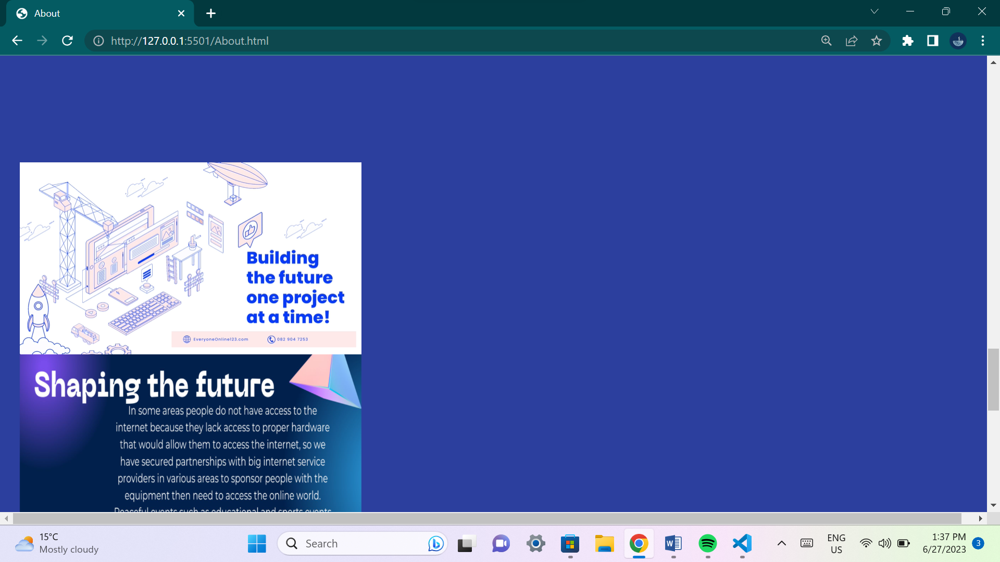 About
http://127.0.0.1:5501/About.html
Building
the future
one project
at a time!
EveryoneOnline123.com 082 904 7253
Shaping the future
In some areas people do not have access to the
internet because they lack access to proper hardware
that would allow them to access the internet, so we
have secured partnerships with big internet service
providers in various areas to sponsor people with the
equipment then need to access the online world.
Peaceful events such as educational and sports events
15°C
Mostly cloudy
Search
ENG
US
1:37 PM
6/27/2023
3